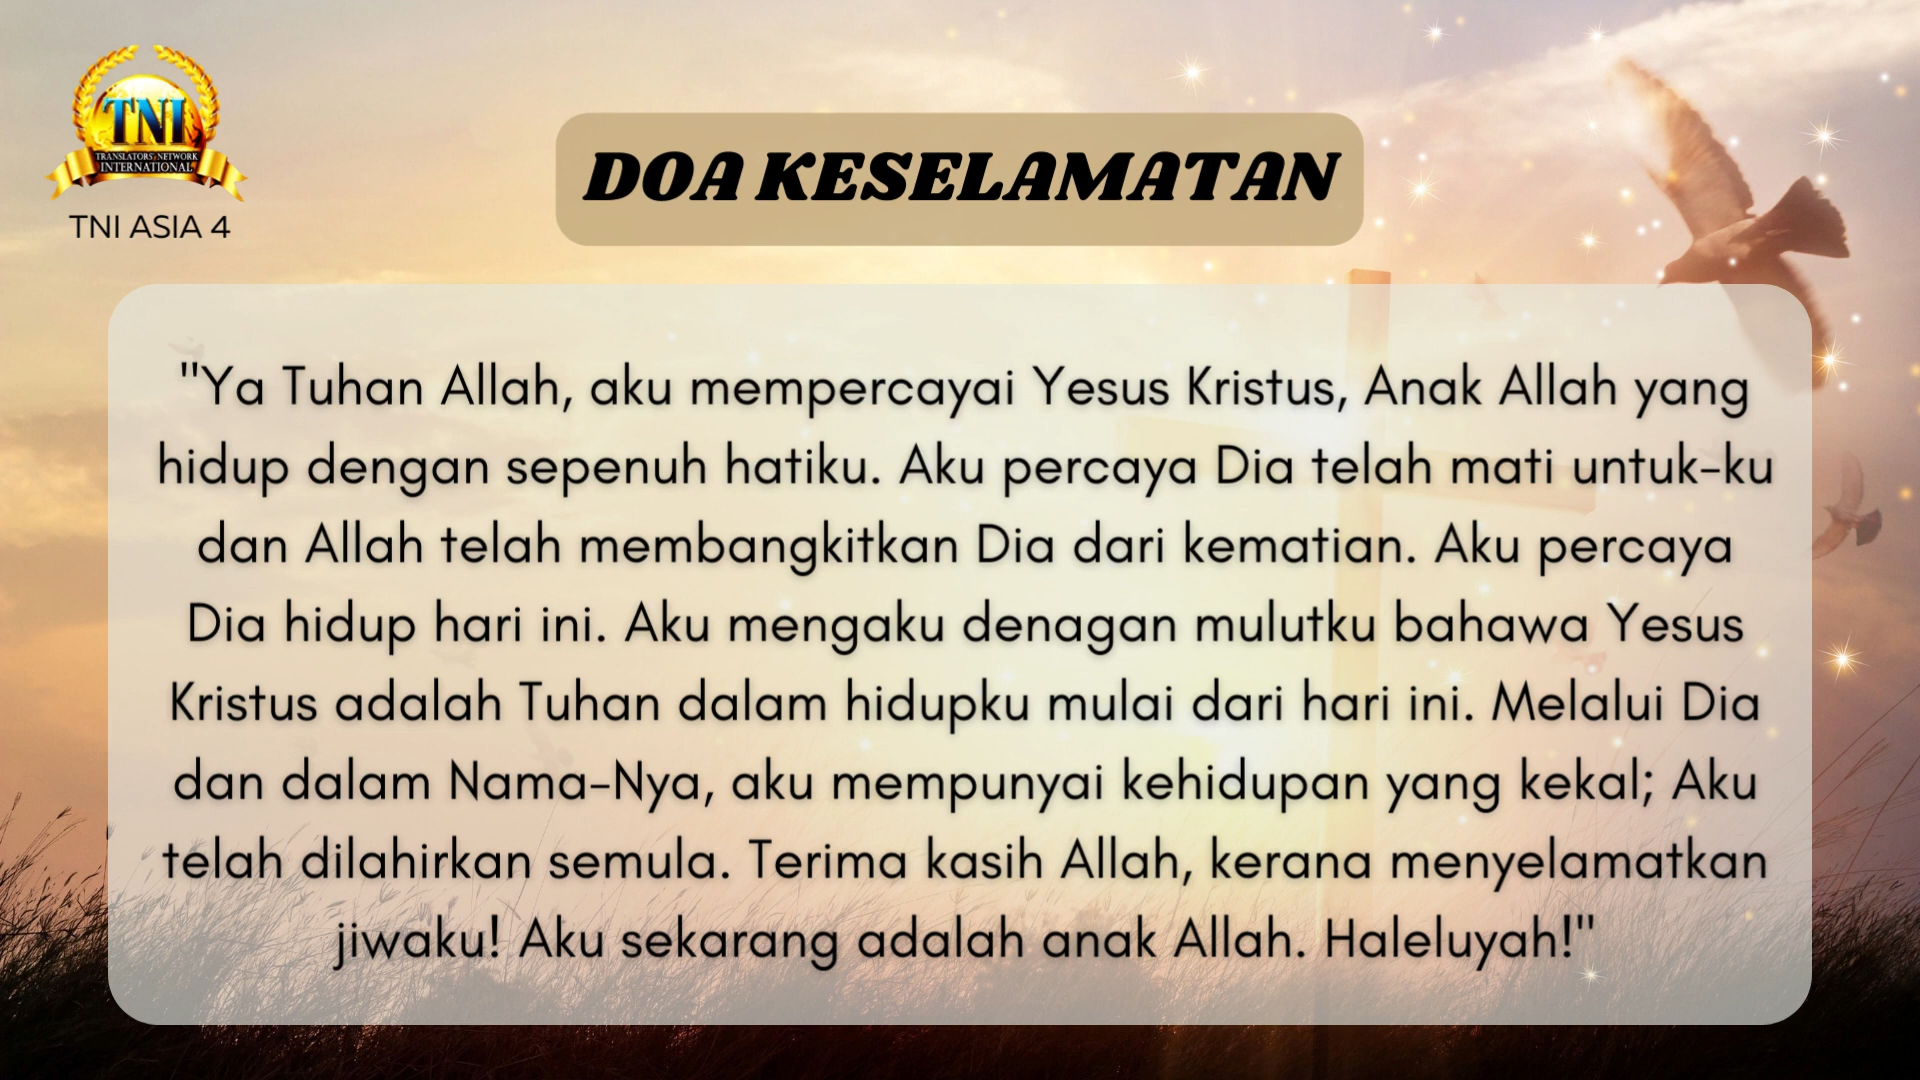 TNI
TRANSLATORS' NETWORK
INTERNATIONAL
TNI ASIA 4
DOA KESELAMATAN
"Ya Tuhan Allah, aku mempercayai Yesus Kristus, Anak Allah yang
hidup dengan sepenuh hatiku. Aku percaya Dia telah mati untuk-ku
dan Allah telah membangkitkan Dia dari kematian. Aku percaya
Dia hidup hari ini. Aku mengaku denagan mulutku bahawa Yesus
Kristus adalah Tuhan dalam hidupku mulai dari hari ini. Melalui Dia
dan dalam Nama-Nya, aku mempunyai kehidupan yang kekal; Aku
telah dilahirkan semula. Terima kasih Allah, kerana menyelamatkan
jiwaku! Aku sekarang adalah anak Allah. Haleluyah!"